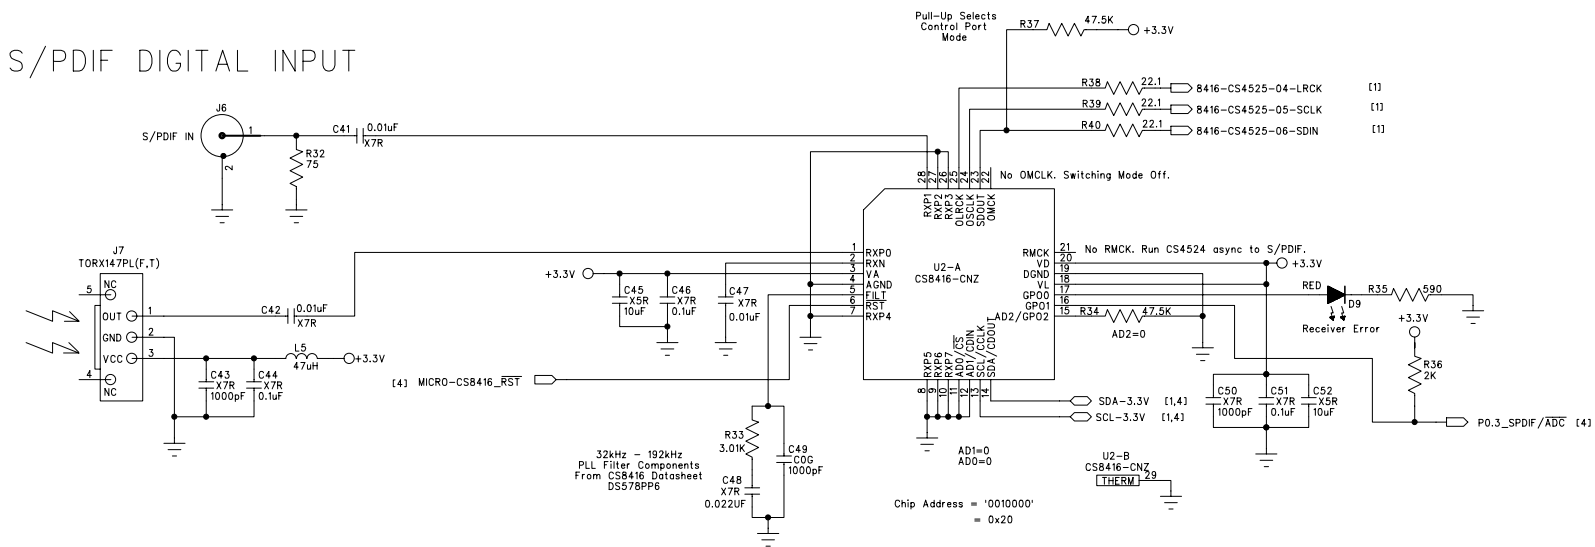 S/PDIF DIGITAL INPUT
Pull-Up Selects
Control Port
Mode
R37
47.5K
+3.3V
R38
22.1
8416-CS4525-04-LRCK
[1]
R39
22.1
8416-CS4525-05-SCLK
[1]
R40
22.1
8416-CS4525-06-SDIN
[1]
J6
S/PDIF IN
1
2
R32
75
C41
0.01uF
X7R
No OMCLK. Switching Mode Off.
28
27
26
25
24
23
22
RXP1
RXP2
RXP3
OLRCK
OSCLK
SDOUT
OMCK
U2-A
CS8416-CNZ
1
RXP0
2
RXN
3
VA
4
AGND
5
FILT
6
RST
7
RXP4
RMCK
21
VD
20
DGND
19
VL
18
GPO0
17
GPO1
16
AD2/GPO2
15
RXP5
RXP6
RXP7
AD0/CS
AD1/CDIN
SCL/CCLK
SDA/CDOUT
8
9
10
11
12
13
14
No RMCK. Run CS4524 async to S/PDIF.
+3.3V
RED
D9
Receiver Error
R35
590
R34
47.5K
AD2=0
+3.3V
R36
2K
P0.3_SPDIF/ADC [4]
C50
X7R
1000pF
C51
X7R
0.1uF
C52
X5R
10uF
J7
TORX147PL(F,T)
NC
5
OUT
1
GND
2
VCC
3
4
NC
C42
0.01uF
X7R
L5
47uH
+3.3V
C43
X7R
1000pF
C44
X7R
0.1uF
+3.3V
C45
X5R
10uF
C46
X7R
0.1uF
C47
X7R
0.01uF
[4] MICRO-CS8416_RST
SDA-3.3V [1,4]
SCL-3.3V [1,4]
AD1=0
AD0=0
32kHz - 192kHz
PLL Filter Components
From CS8416 Datasheet
DS578PP6
R33
3.01K
C48
X7R
0.022UF
C49
C0G
1000pF
U2-B
CS8416-CNZ
THERM
29
Chip Address = '0010000'
= 0x20